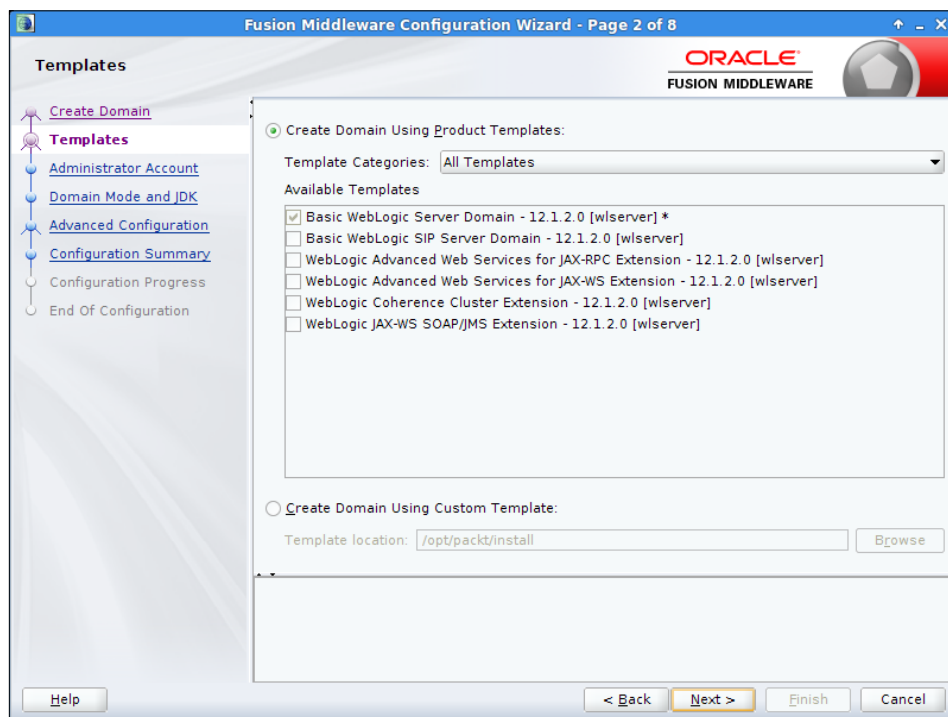 Fusion Middleware Configuration Wizard - Page 2 of 8
Templates
ORACLE
FUSION MIDDLEWARE
Create Domain
Templates
Administrator Account
Domain Mode and JDK
Advanced Configuration
Configuration Summary
Configuration Progress
End Of Configuration
Create Domain Using Product Templates:
Template Categories: All Templates
Available Templates
Basic WebLogic Server Domain - 12.1.2.0 [wlserver] *
Basic WebLogic SIP Server Domain - 12.1.2.0 [wlserver]
WebLogic Advanced Web Services for JAX-RPC Extension - 12.1.2.0 [wlserver]
WebLogic Advanced Web Services for JAX-WS Extension - 12.1.2.0 [wlserver]
WebLogic Coherence Cluster Extension - 12.1.2.0 [wlserver]
WebLogic JAX-WS SOAP/JMS Extension - 12.1.2.0 [wlserver]
Create Domain Using Custom Template:
Template location: /opt/packt/install Browse
Help < Back Next > Finish Cancel